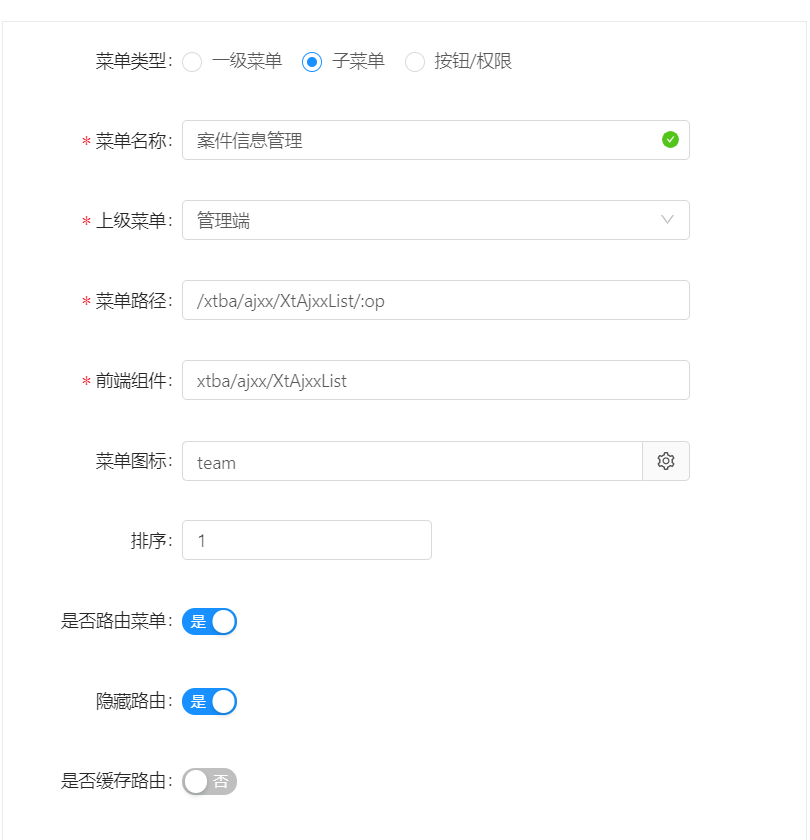 菜单类型: 一级菜单 子菜单 按钮/权限
* 菜单名称: 案件信息管理
* 上级菜单: 管理端
* 菜单路径: /xtba/ajxx/XtAjxxList/:op
* 前端组件: xtba/ajxx/XtAjxxList
菜单图标: team
排序: 1
是否路由菜单: 是
隐藏路由: 是
是否缓存路由: 否